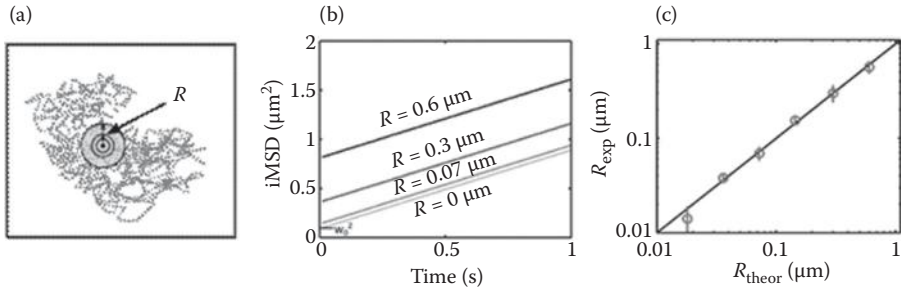 (a)
(b)
(c)
R
iMSD (μm²)
2
1.5
1
0.5
0
R = 0.6 μm
R = 0.3 μm
R = 0.07 μm
R = 0 μm
w₀²
0
0.5
1
Time (s)
R_exp (μm)
1
0.1
0.01
0.01
0.1
1
R_theor (μm)